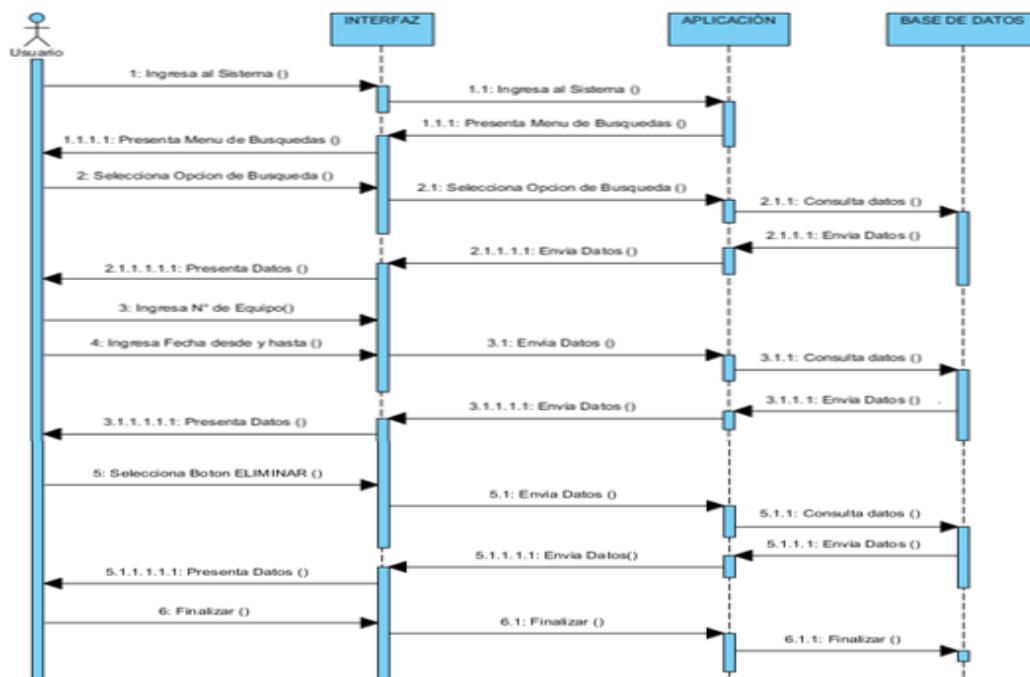 INTERFAZ
APLICACIÓN
BASE DE DATOS
Usuario
1: Ingresa al Sistema ()
1.1: Ingresa al Sistema ()
1.1.1: Presenta Menu de Busquedas ()
1.1.1.1: Presenta Menu de Busquedas ()
2: Selecciona Opcion de Busqueda ()
2.1: Selecciona Opcion de Busqueda ()
2.1.1: Consulta datos ()
2.1.1.1: Envia Datos ()
2.1.1.1.1: Envia Datos ()
2.1.1.1.1.1: Presenta Datos ()
3: Ingresa N° de Equipo()
4: Ingresa Fecha desde y hasta ()
3.1: Envia Datos ()
3.1.1: Consulta datos ()
3.1.1.1: Envia Datos ()
3.1.1.1.1: Envia Datos ()
3.1.1.1.1.1: Presenta Datos ()
5: Selecciona Boton ELIMINAR ()
5.1: Envia Datos ()
5.1.1: Consulta datos ()
5.1.1.1: Envia Datos ()
5.1.1.1.1: Envia Datos()
5.1.1.1.1.1: Presenta Datos ()
6: Finalizar ()
6.1: Finalizar ()
6.1.1: Finalizar ()